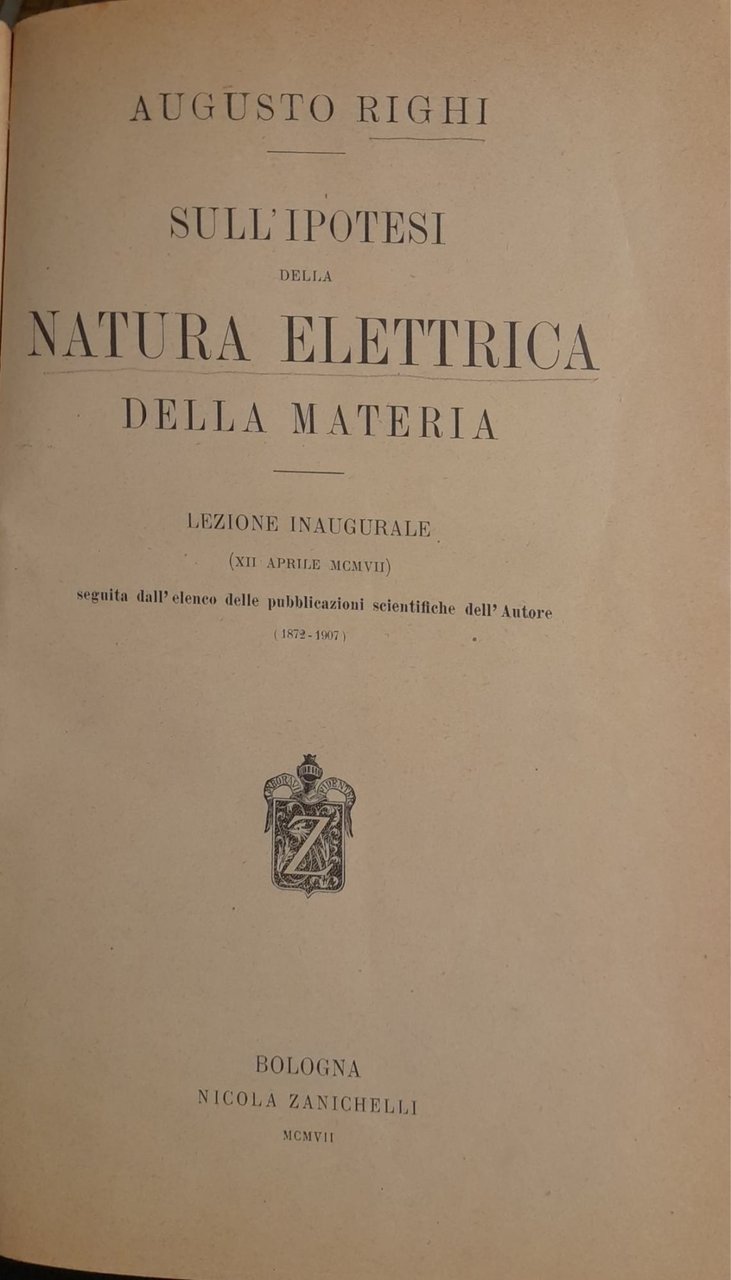 AUGUSTO RIGHI
SULL'IPOTESI
DELLA
NATURA ELETTRICA
DELLA MATERIA
LEZIONE INAUGURALE
(XII APRILE MCMVII)
seguita dall'elenco delle pubblicazioni scientifiche dell'Autore
(1872-1907)
Z
BOLOGNA
NICOLA ZANICHELLI
MCMVII